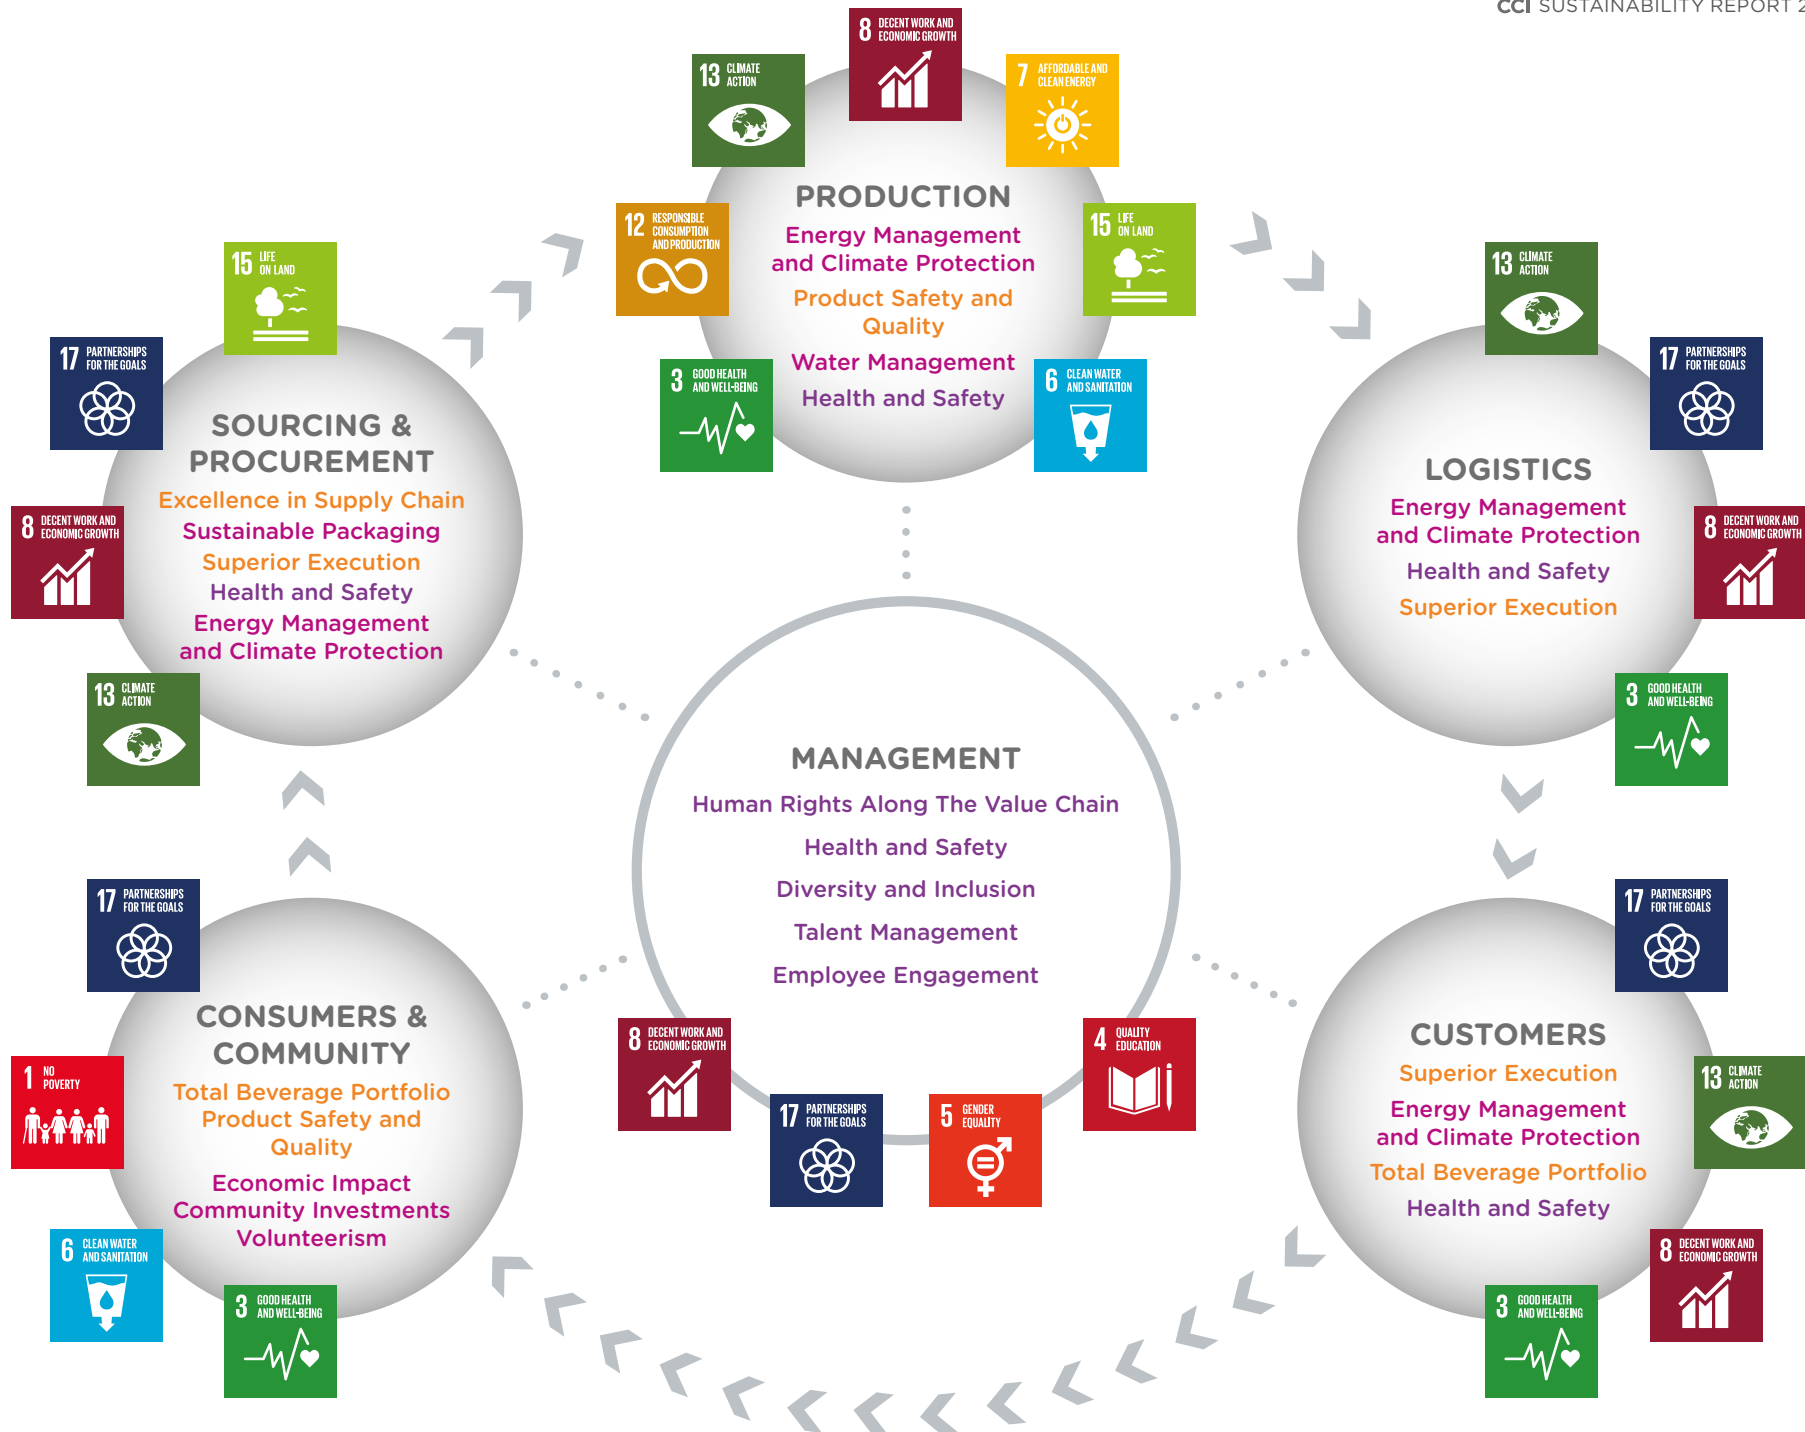 CCI SUSTAINABILITY REPORT 2
8 DECENT WORK AND
ECONOMIC GROWTH
13 CLIMATE
ACTION
7 AFFORDABLE AND
CLEAN ENERGY
PRODUCTION
Energy Management
and Climate Protection
Product Safety and
Quality
Water Management
Health and Safety
12 RESPONSIBLE
CONSUMPTION
AND PRODUCTION
15 LIFE
ON LAND
3 GOOD HEALTH
AND WELL-BEING
6 CLEAN WATER
AND SANITATION
15 LIFE
ON LAND
17 PARTNERSHIPS
FOR THE GOALS
SOURCING &
PROCUREMENT
Excellence in Supply Chain
Sustainable Packaging
Superior Execution
Health and Safety
Energy Management
and Climate Protection
8 DECENT WORK AND
ECONOMIC GROWTH
13 CLIMATE
ACTION
13 CLIMATE
ACTION
17 PARTNERSHIPS
FOR THE GOALS
LOGISTICS
Energy Management
and Climate Protection
Health and Safety
Superior Execution
8 DECENT WORK AND
ECONOMIC GROWTH
3 GOOD HEALTH
AND WELL-BEING
MANAGEMENT
Human Rights Along The Value Chain
Health and Safety
Diversity and Inclusion
Talent Management
Employee Engagement
8 DECENT WORK AND
ECONOMIC GROWTH
17 PARTNERSHIPS
FOR THE GOALS
5 GENDER
EQUALITY
4 QUALITY
EDUCATION
17 PARTNERSHIPS
FOR THE GOALS
CONSUMERS &
COMMUNITY
Total Beverage Portfolio
Product Safety and
Quality
Economic Impact
Community Investments
Volunteerism
1 NO
POVERTY
6 CLEAN WATER
AND SANITATION
3 GOOD HEALTH
AND WELL-BEING
17 PARTNERSHIPS
FOR THE GOALS
CUSTOMERS
Superior Execution
Energy Management
and Climate Protection
Total Beverage Portfolio
Health and Safety
13 CLIMATE
ACTION
8 DECENT WORK AND
ECONOMIC GROWTH
3 GOOD HEALTH
AND WELL-BEING